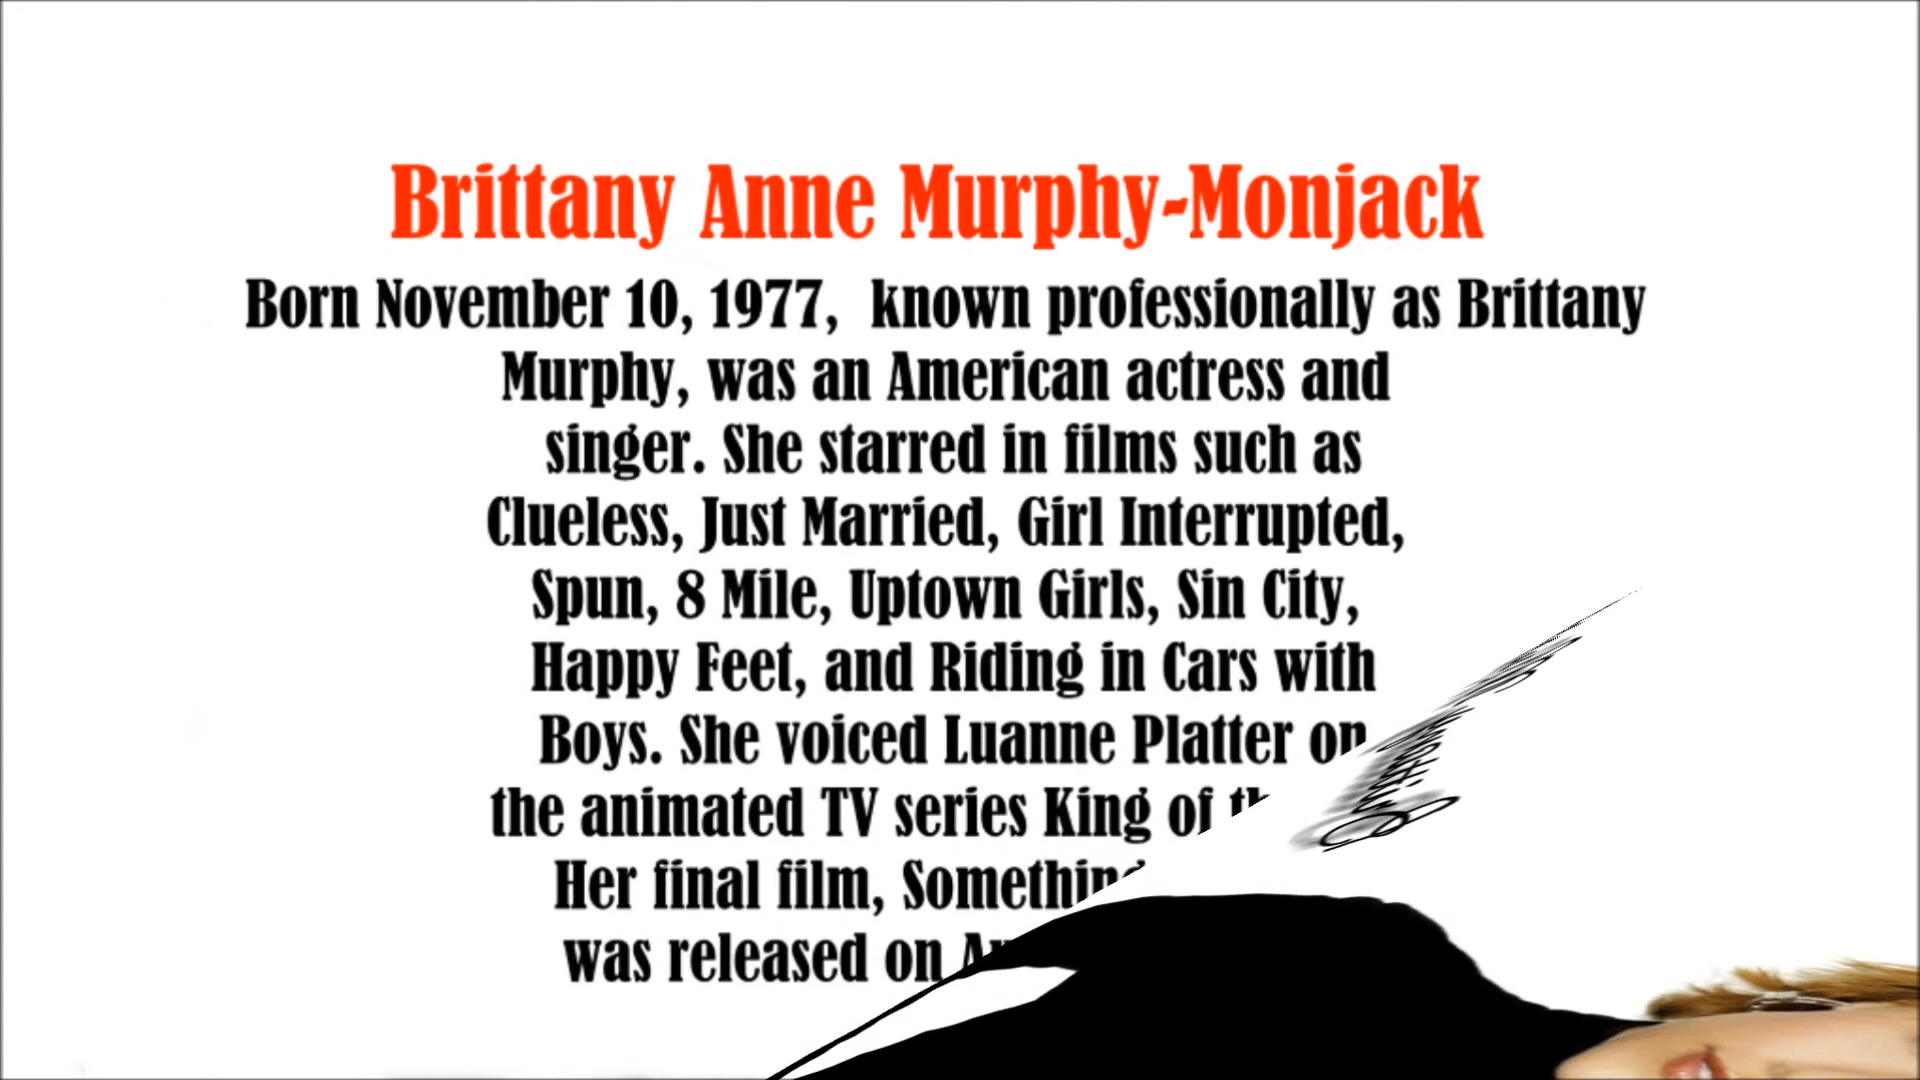 Brittany Anne Murphy-Monjack
Born November 10, 1977, known professionally as Brittany
Murphy, was an American actress and
singer. She starred in films such as
Clueless, Just Married, Girl Interrupted,
Spun, 8 Mile, Uptown Girls, Sin City,
Happy Feet, and Riding in Cars with
Boys. She voiced Luanne Platter on
the animated TV series King of
Her final film,
was released on